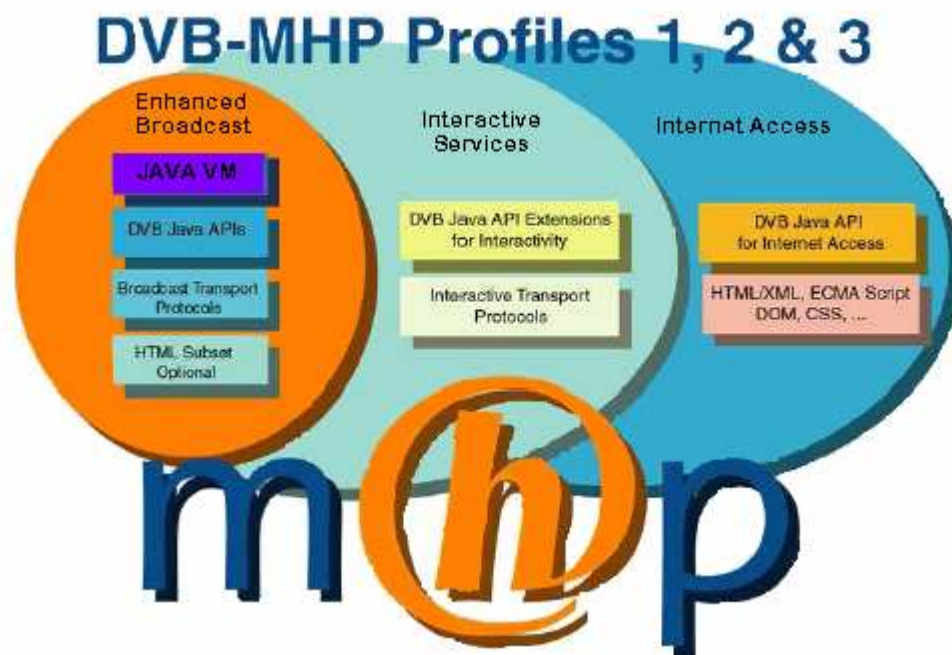 DVB-MHP Profiles 1, 2 & 3
Enhanced
Broadcast
JAVA VM
DVB Java APIs
Broadcast Transport
Protocols
HTML Subset
Optional
Interactive
Services
DVB Java API Extensions
for Interactivity
Interactive Transport
Protocols
Internet Access
DVB Java API
for Internet Access
HTML/XML, ECMA Script
DOM, CSS, ...
mhp